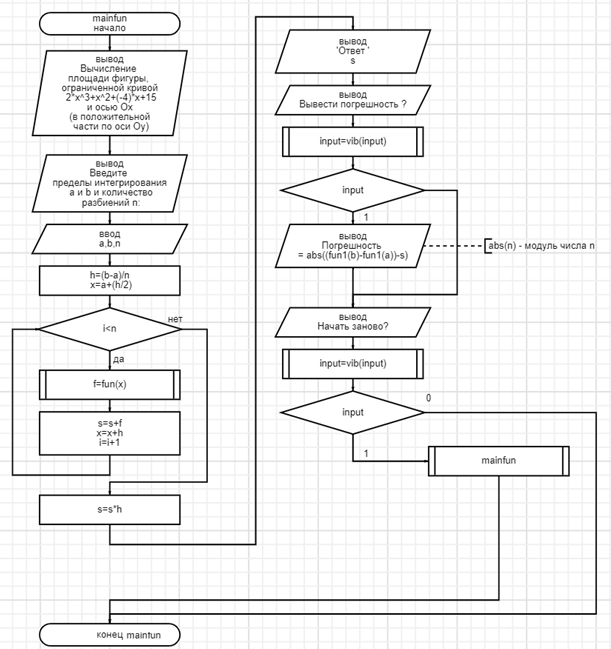 mainfun
начало
вывод
Вычисление
площади фигуры,
ограниченной кривой
2*x^3+x^2+(-4)*x+15
и осью Ох
(в положительной
части по оси Оу)
вывод
Введите
пределы интегрирования
a и b и количество
разбиений n:
ввод
a,b,n
h=(b-a)/n
x=a+(h/2)
i<n
нет
да
f=fun(x)
s=s+f
x=x+h
i=i+1
s=s*h
вывод
'Ответ '
s
вывод
Вывести погрешность ?
input=vib(input)
input
1
вывод
Погрешность
= abs((fun1(b)-fun1(a))-s)
abs(n) - модуль числа n
вывод
Начать заново?
input=vib(input)
input
0
1
mainfun
конец mainfun